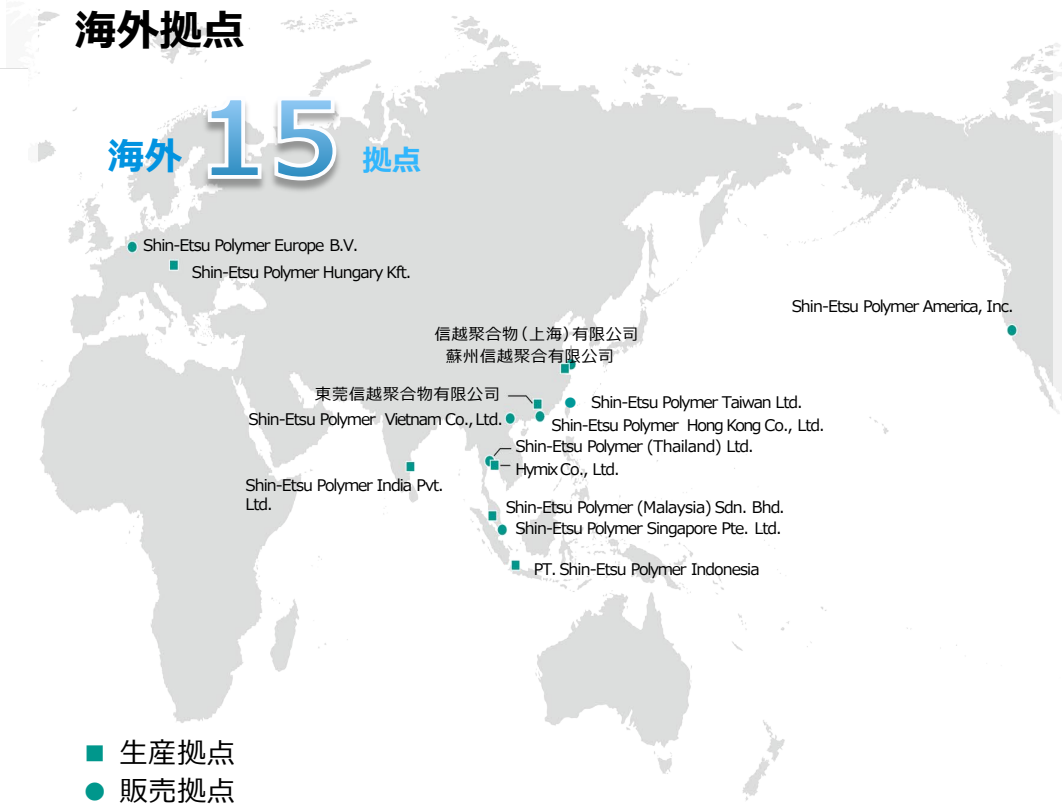 海外拠点
海外 15 拠点
Shin-Etsu Polymer Europe B.V.
Shin-Etsu Polymer Hungary Kft.
Shin-Etsu Polymer America, Inc.
信越聚合物(上海)有限公司
蘇州信越聚合有限公司
東莞信越聚合物有限公司
Shin-Etsu Polymer Taiwan Ltd.
Shin-Etsu Polymer Vietnam Co., Ltd.
Shin-Etsu Polymer Hong Kong Co., Ltd.
Shin-Etsu Polymer (Thailand) Ltd.
Hymix Co., Ltd.
Shin-Etsu Polymer India Pvt.
Ltd.
Shin-Etsu Polymer (Malaysia) Sdn. Bhd.
Shin-Etsu Polymer Singapore Pte. Ltd.
PT. Shin-Etsu Polymer Indonesia
生産拠点
販売拠点